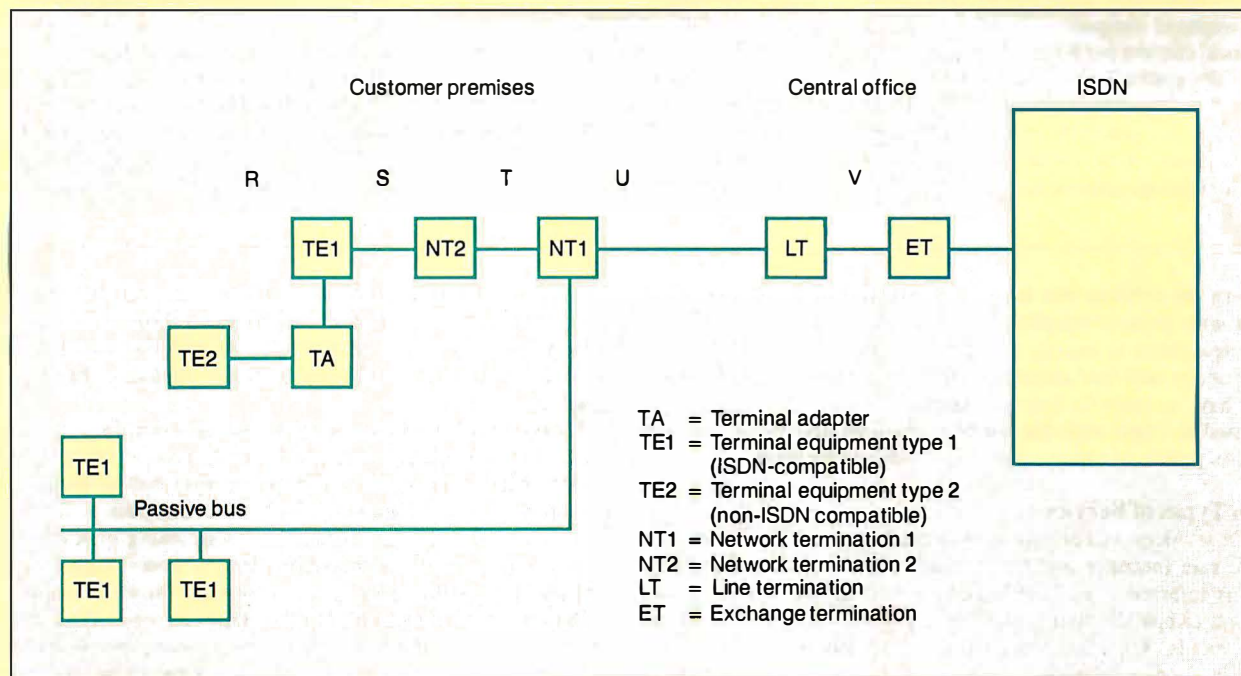 Customer premises Central office ISDN
R S T U V
TE1 NT2 NT1 LT ET
TE2 TA
TE1
Passive bus
TE1 TE1
TA = Terminal adapter
TE1 = Terminal equipment type 1
(ISDN-compatible)
TE2 = Terminal equipment type 2
(non-ISDN compatible)
NT1 = Network termination 1
NT2 = Network termination 2
LT = Line termination
ET = Exchange termination